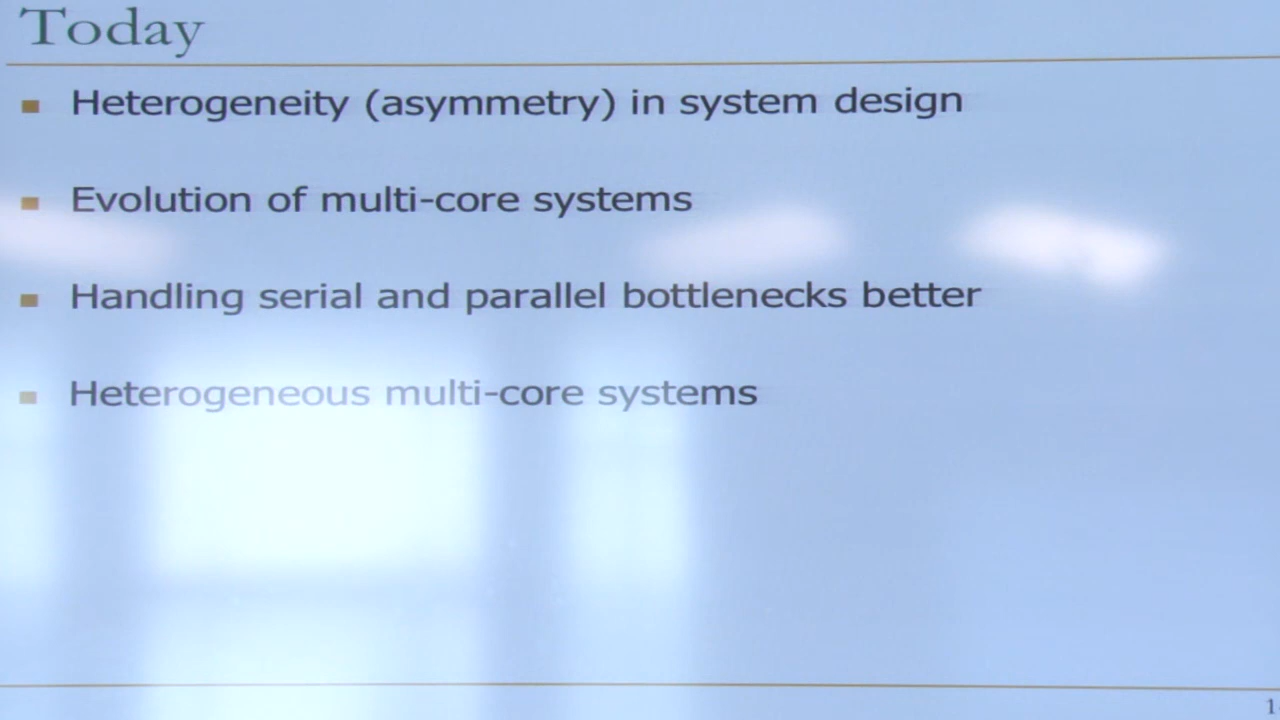 Today
Heterogeneity (asymmetry) in system design
Evolution of multi-core systems
Handling serial and parallel bottlenecks better
Heterogeneous multi-core systems